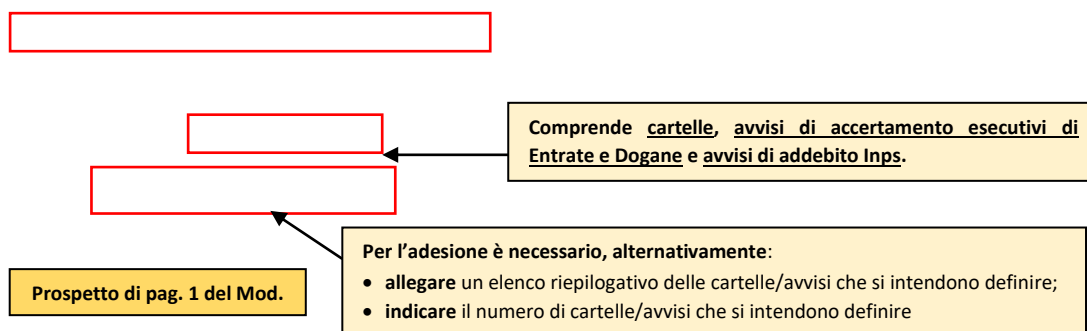 Comprende cartelle, avvisi di accertamento esecutivi di
Entrate e Dogane e avvisi di addebito Inps.
Per l’adesione è necessario, alternativamente:
• allegare un elenco riepilogativo delle cartelle/avvisi che si intendono definire;
• indicare il numero di cartelle/avvisi che si intendono definire
Prospetto di pag. 1 del Mod.